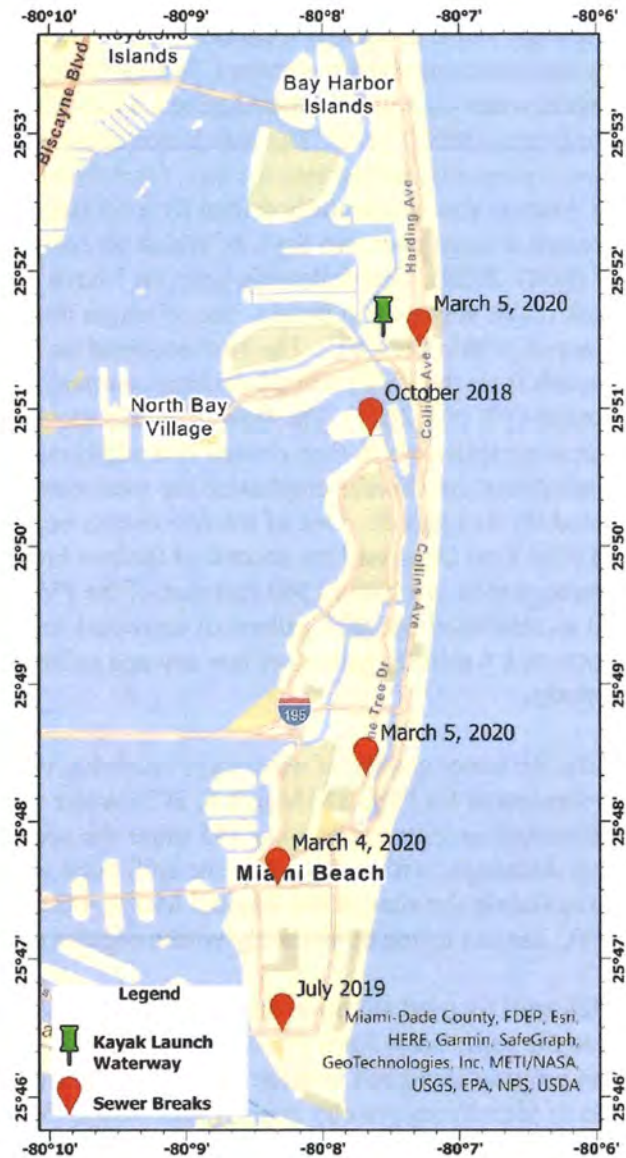 -80°10'
-80°9'
-80°8'
-80°7'
-80°6'
Islands
Biscayne Blvd
Bay Harbor
Islands
25°53'
25°53'
Harding Ave
25°52'
25°52'
March 5, 2020
October 2018
Collins Ave
25°51'
25°51'
North Bay
Village
25°50'
25°50'
Collins Ave
25°49'
25°49'
195
ne Tree Dr
March 5, 2020
25°48'
25°48'
March 4, 2020
Miami Beach
25°47'
25°47'
July 2019
Legend
Kayak Launch
Waterway
Sewer Breaks
Miami-Dade County, FDEP, Esri,
HERE, Garmin, SafeGraph,
GeoTechnologies, Inc, METI/NASA,
USGS, EPA, NPS, USDA
25°46'
25°46'
-80°10'
-80°9'
-80°8'
-80°7'
-80°6'